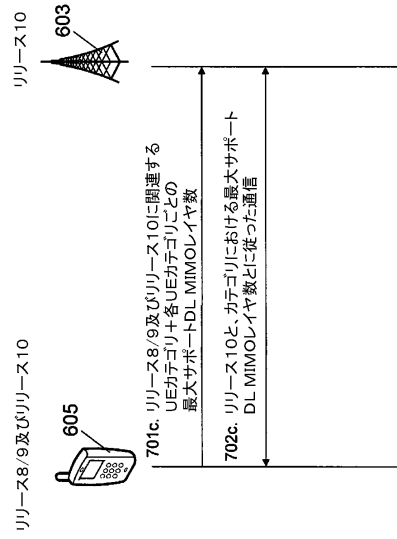 リリース8/9及びリリース10
リリース10
605
603
701c. リリース8/9及びリリース10に関連する
UEカテゴリ+各UEカテゴリごとの
最大サポートDL MIMOレイヤ数
702c. リリース10と、カテゴリにおける最大サポート
DL MIMOレイヤ数とに従った通信